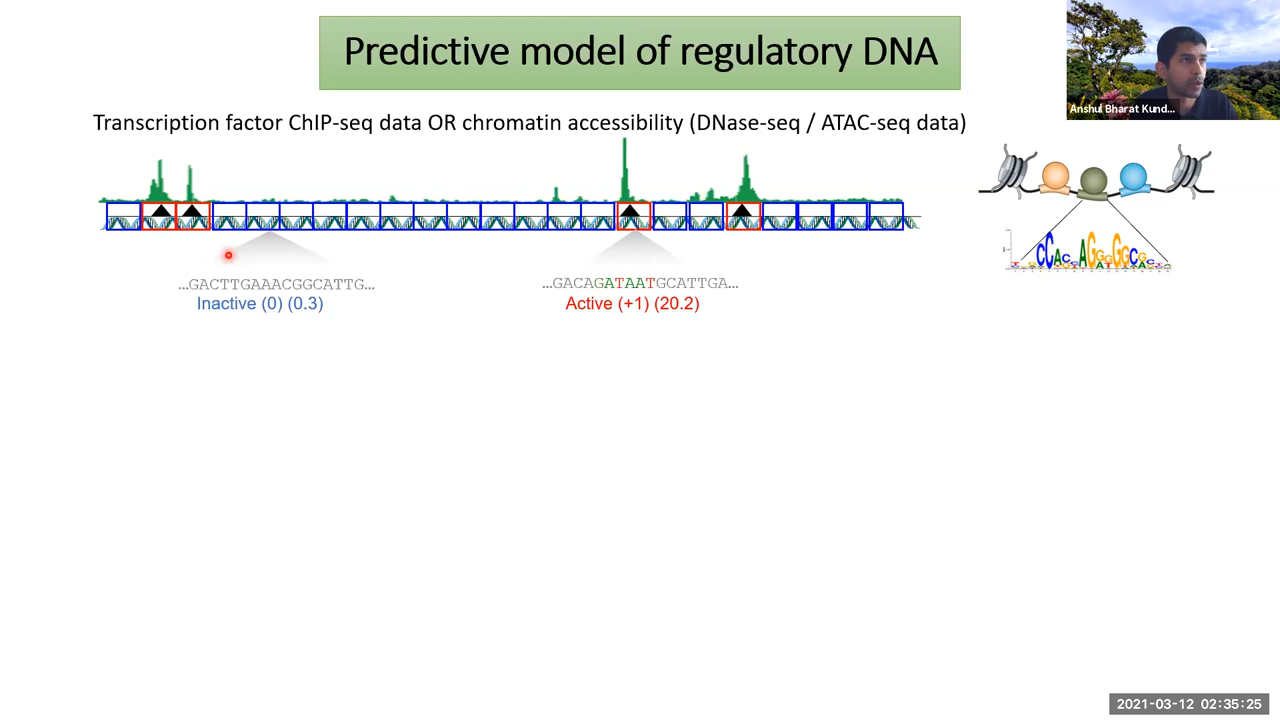 Predictive model of regulatory DNA
Anshul Bharat Kund...
Transcription factor ChIP-seq data OR chromatin accessibility (DNase-seq / ATAC-seq data)
...GACTTGAAACGGCATTG...
Inactive (0) (0.3)
...GACAGATAATGCATTGA...
Active (+1) (20.2)
2021-03-12 02:35:25